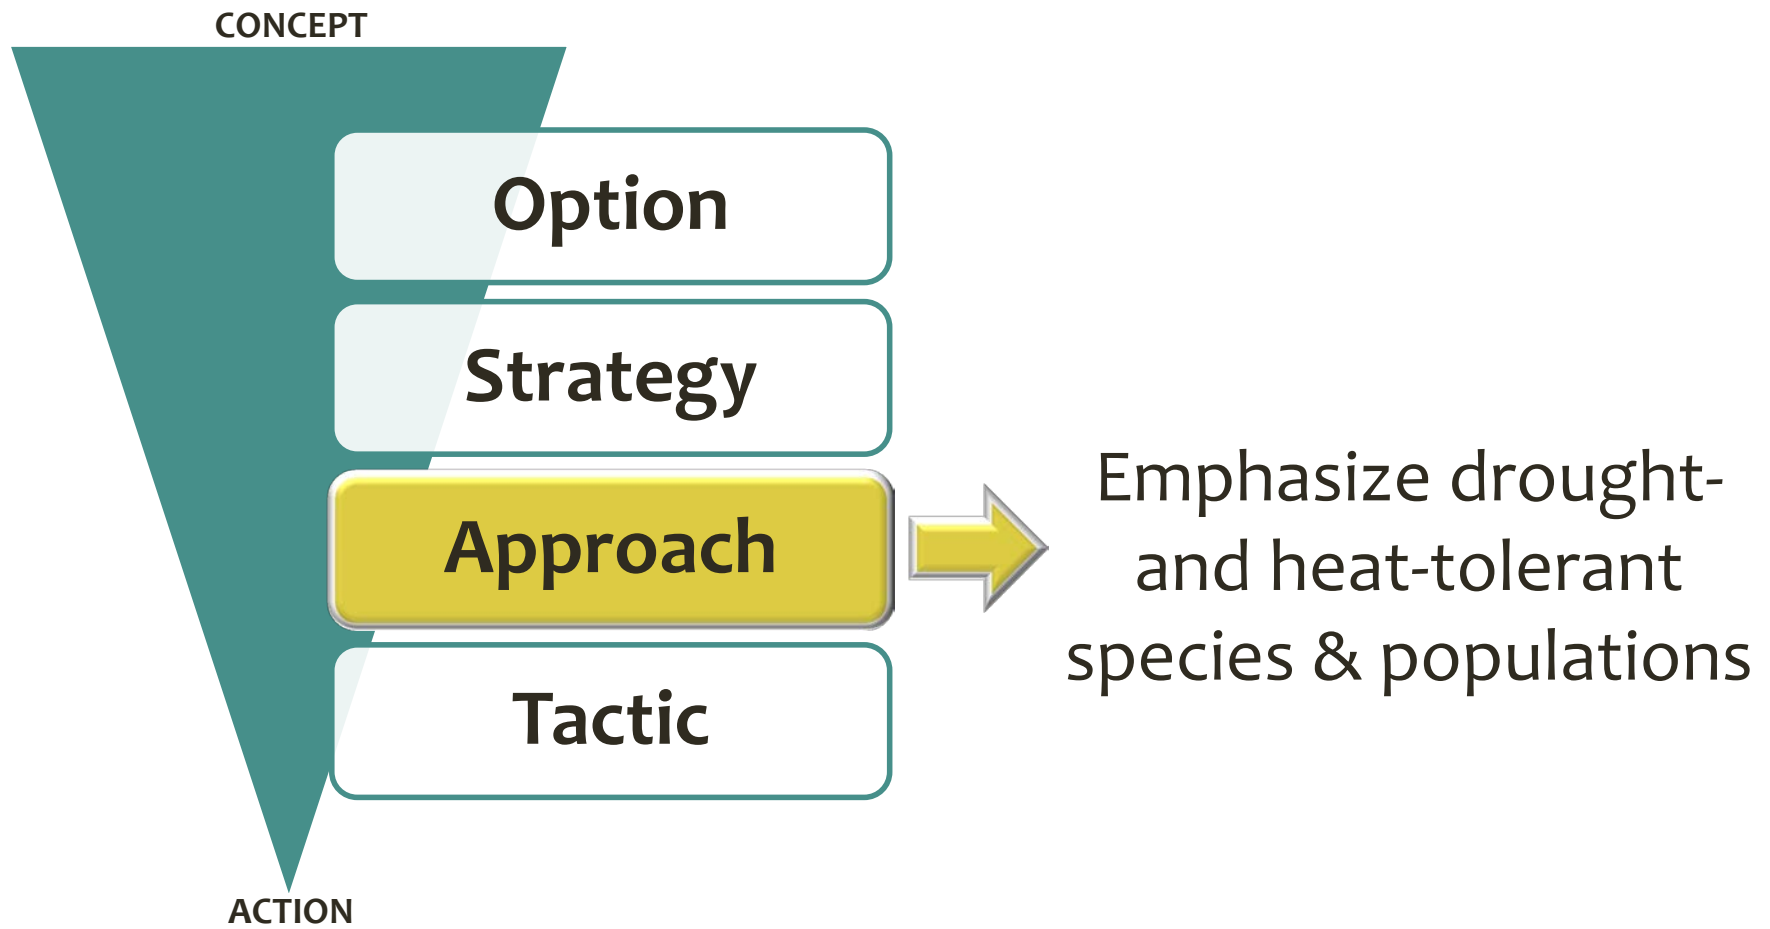 CONCEPT
Option
Strategy
Approach
Emphasize drought-
and heat-tolerant
species & populations
Tactic
ACTION